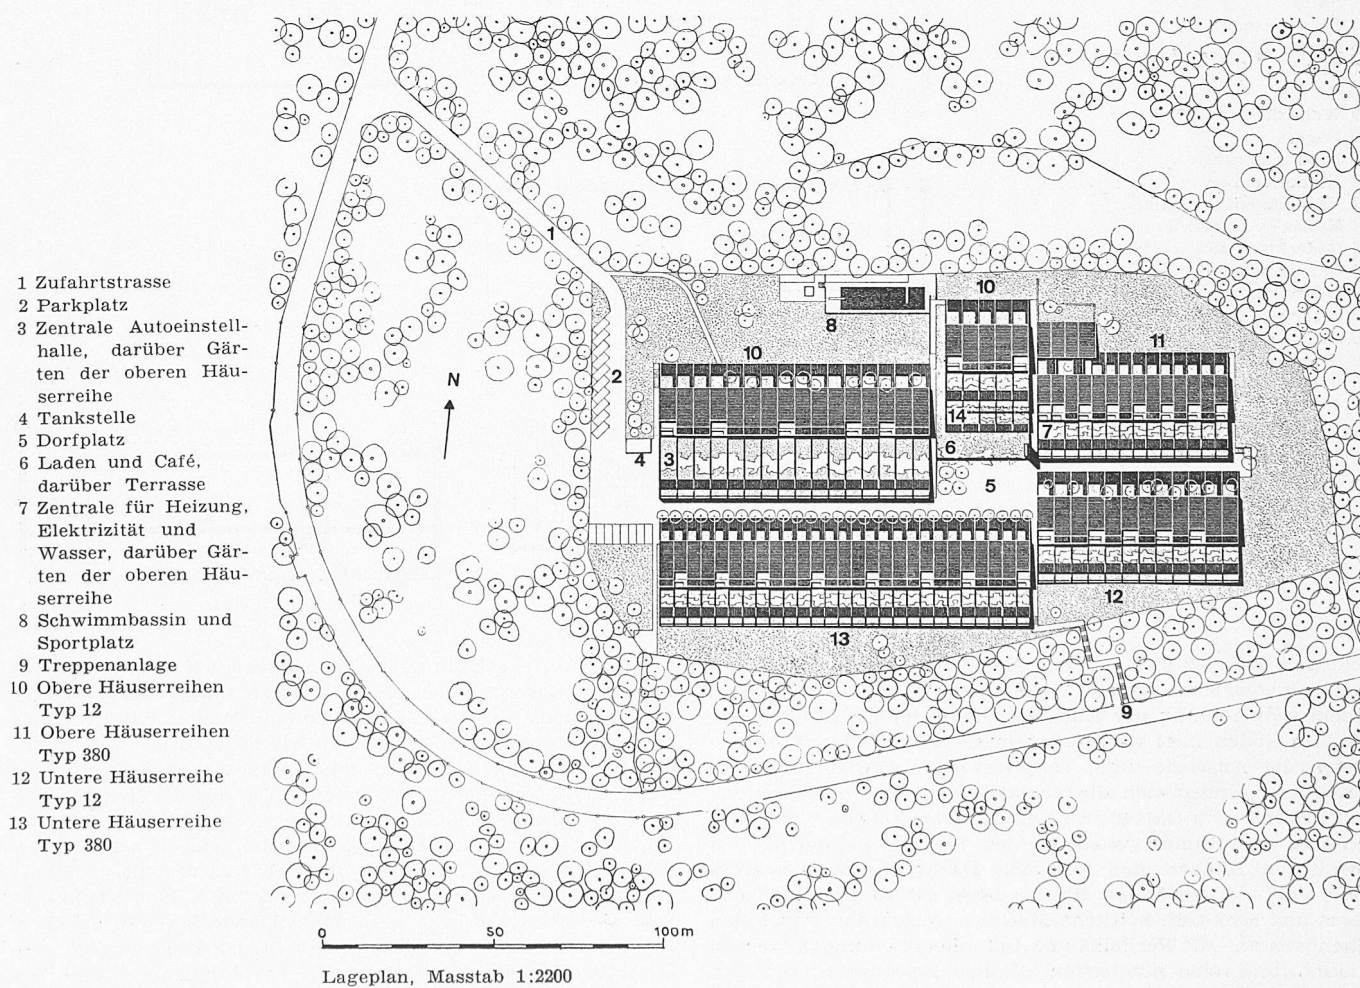 1 Zufahrtstrasse
2 Parkplatz
3 Zentrale Autoeinstell-
halle, darüber Gär-
ten der oberen Häu-
serreihe
4 Tankstelle
5 Dorfplatz
6 Laden und Café,
darüber Terrasse
7 Zentrale für Heizung,
Elektrizität und
Wasser, darüber Gär-
ten der oberen Häu-
serreihe
8 Schwimmbassin und
Sportplatz
9 Treppenanlage
10 Obere Häuserreihen
Typ 12
11 Obere Häuserreihen
Typ 380
12 Untere Häuserreihe
Typ 12
13 Untere Häuserreihe
Typ 380
1
10
8
11
10
N
2
14
7
6
4
3
5
12
13
9
0 50 100m
Lageplan, Masstab 1:2200